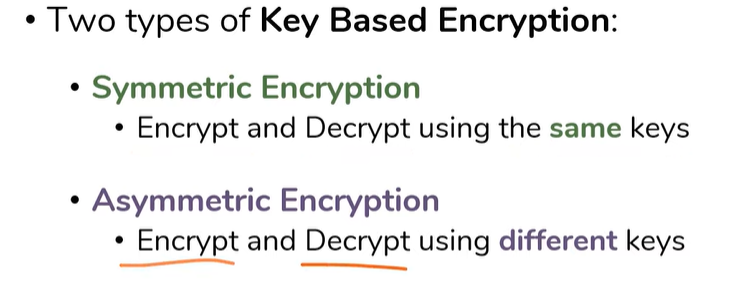 • Two types of Key Based Encryption:
• Symmetric Encryption
• Encrypt and Decrypt using the same keys
• Asymmetric Encryption
• Encrypt and Decrypt using different keys